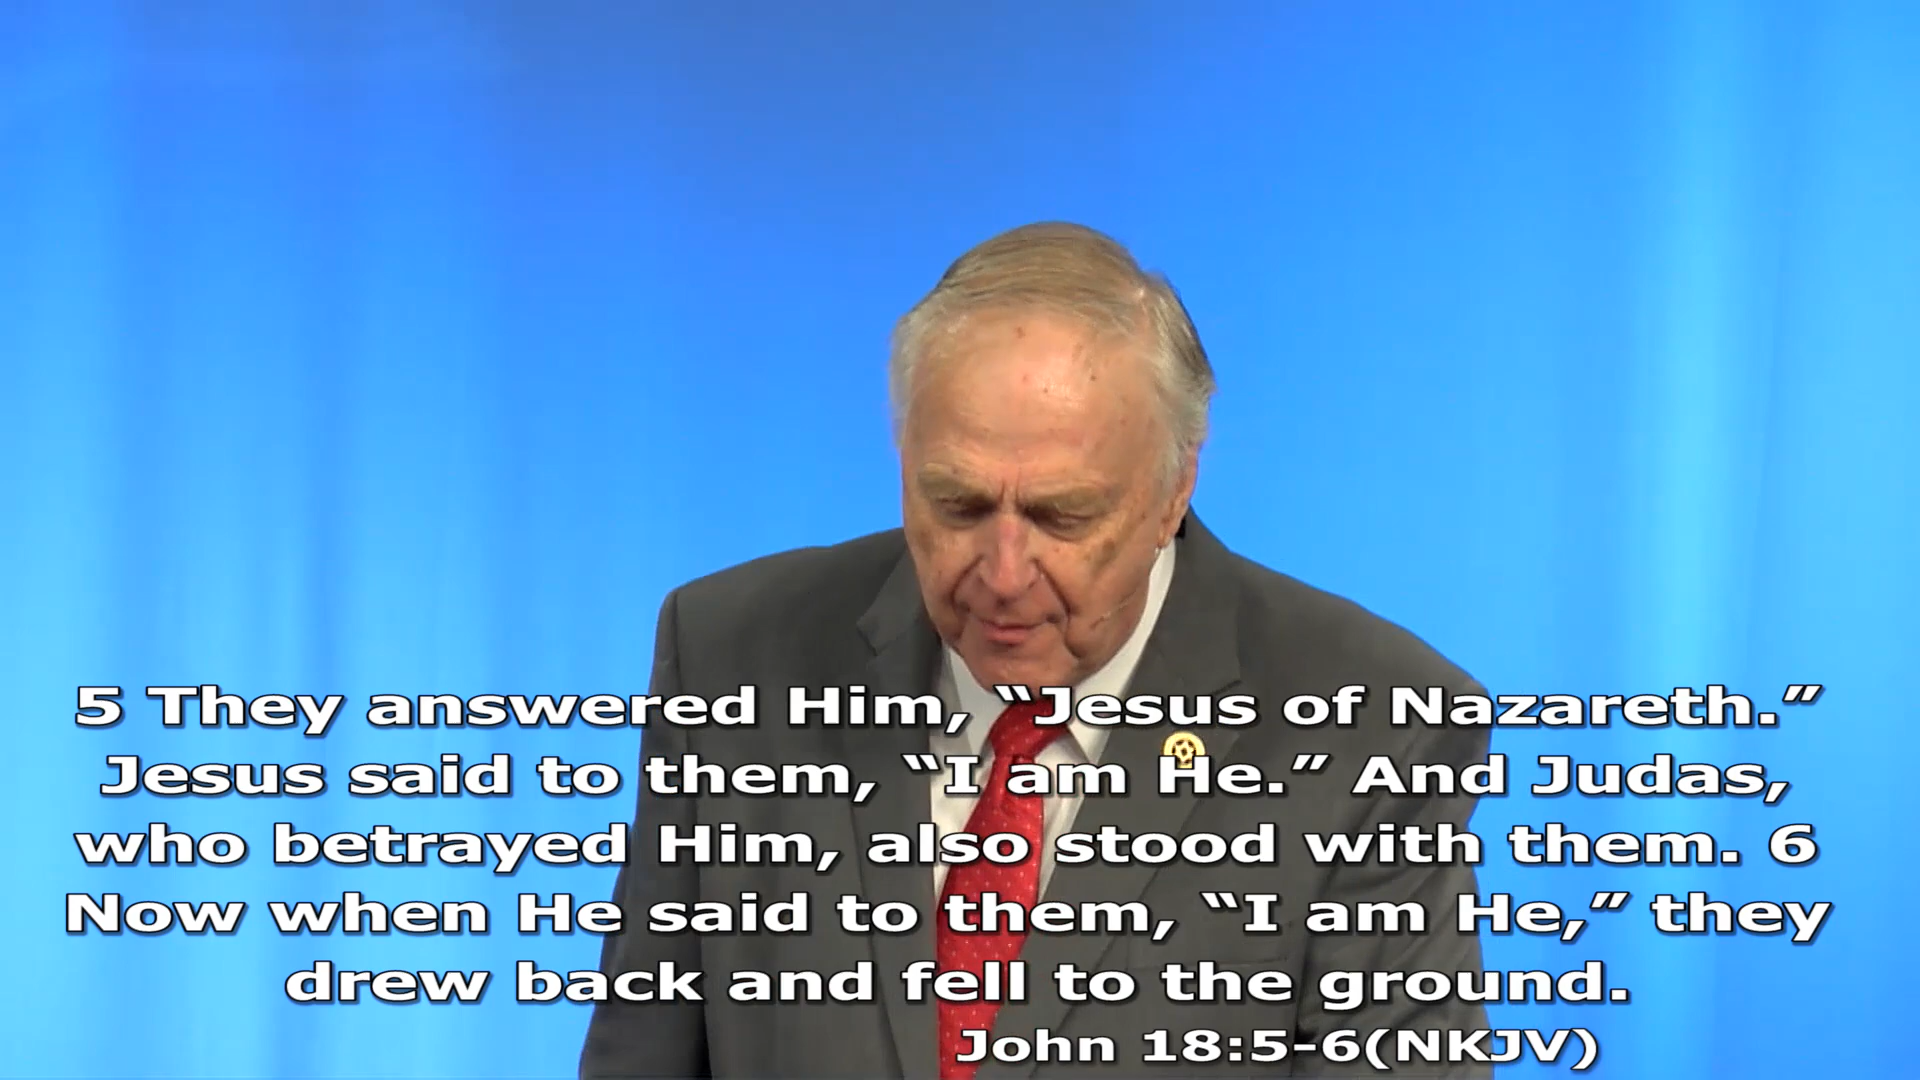 5 They answered Him, “Jesus of Nazareth.”
Jesus said to them, “I am He.” And Judas,
who betrayed Him, also stood with them. 6
Now when He said to them, “I am He,” they
drew back and fell to the ground.
John 18:5-6(NKJV)